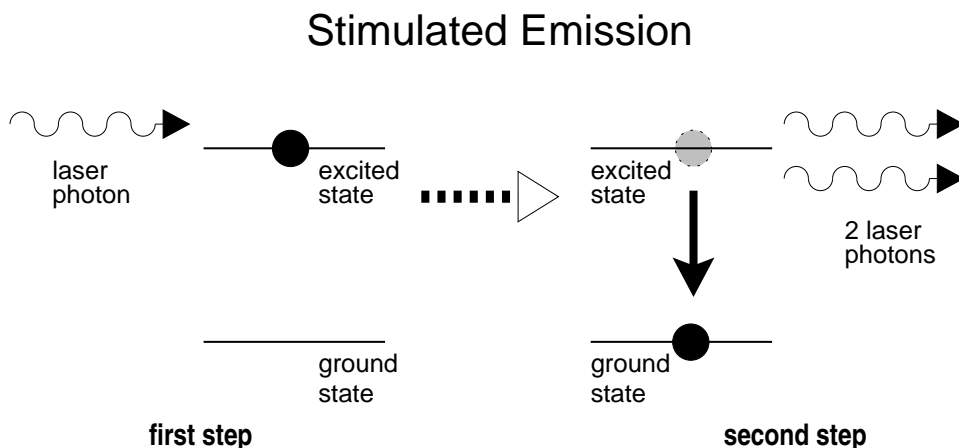 Stimulated Emission
laser
photon
excited
state
excited
state
2 laser
photons
ground
state
ground
state
first step
second step